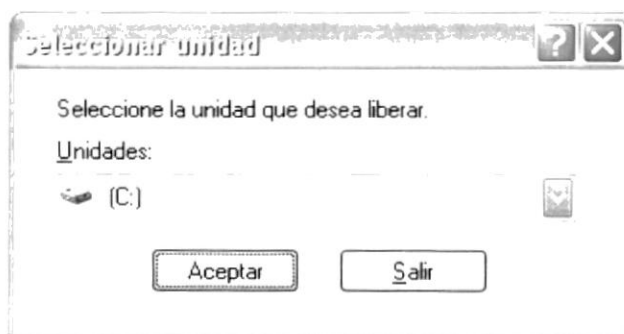 Seleccionar unidad
Seleccione la unidad que desea liberar.
Unidades:
(C:)
Aceptar
Salir